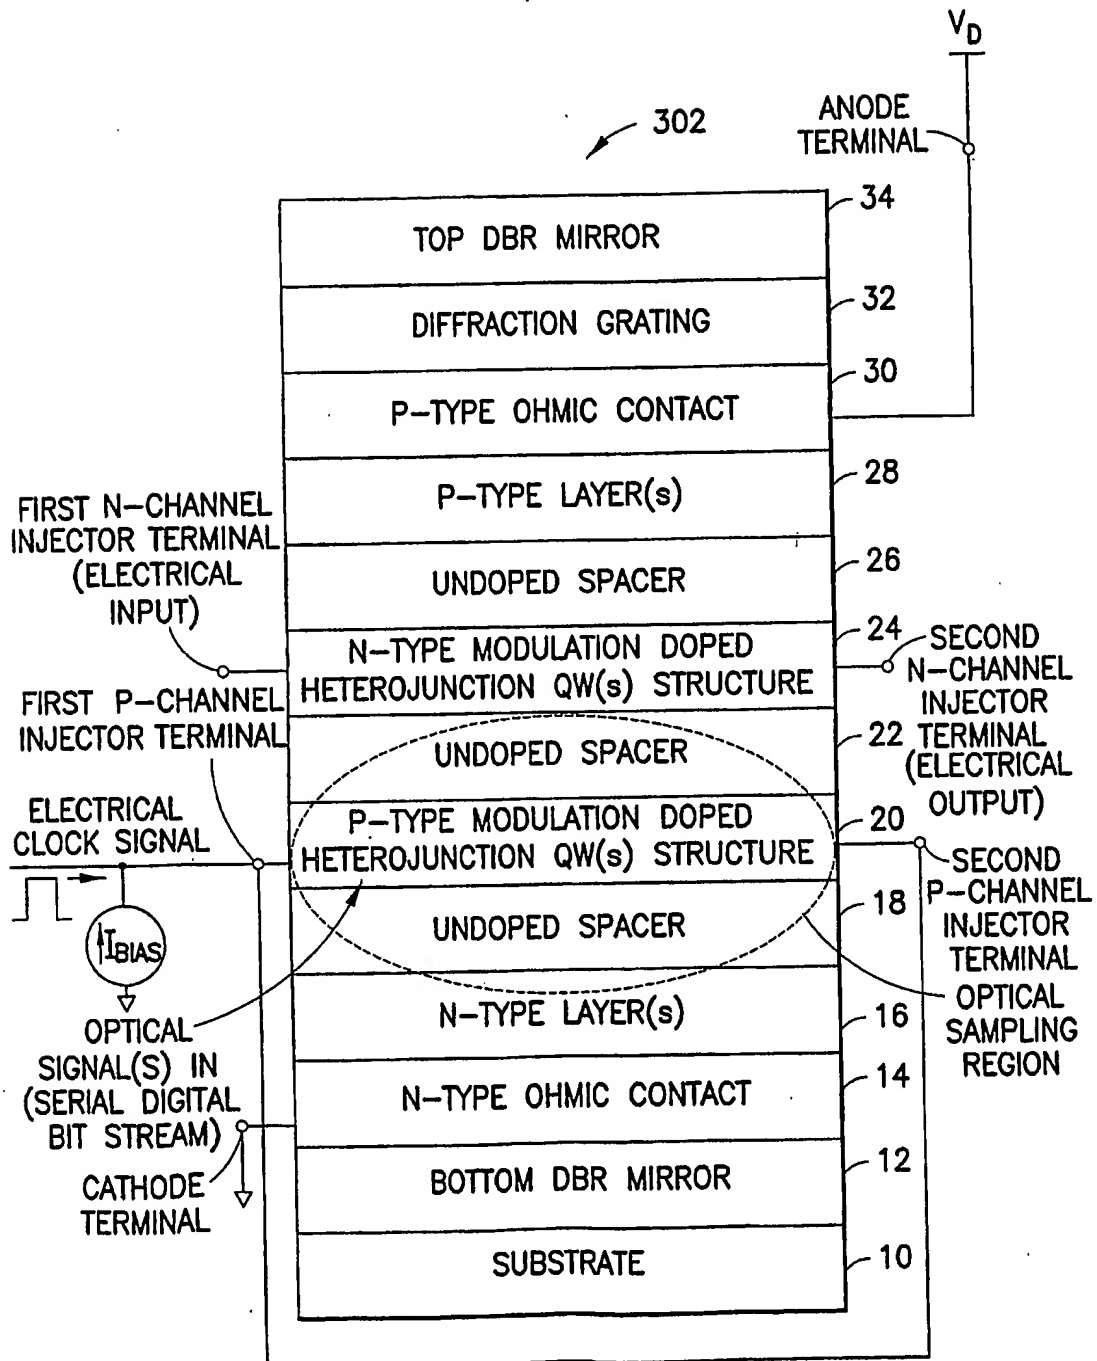 V_D
ANODE
TERMINAL
302
TOP DBR MIRROR
34
DIFFRACTION GRATING
32
P-TYPE OHMIC CONTACT
30
P-TYPE LAYER(s)
28
UNDOPED SPACER
26
FIRST N-CHANNEL
INJECTOR TERMINAL
(ELECTRICAL
INPUT)
N-TYPE MODULATION DOPED
HETEROJUNCTION QW(s) STRUCTURE
24
SECOND
N-CHANNEL
INJECTOR
TERMINAL
(ELECTRICAL
OUTPUT)
FIRST P-CHANNEL
INJECTOR TERMINAL
UNDOPED SPACER
22
ELECTRICAL
CLOCK SIGNAL
P-TYPE MODULATION DOPED
HETEROJUNCTION QW(s) STRUCTURE
20
SECOND
P-CHANNEL
INJECTOR
TERMINAL
IBIAS
UNDOPED SPACER
18
OPTICAL
SAMPLING
REGION
OPTICAL
SIGNAL(S) IN
(SERIAL DIGITAL
BIT STREAM)
N-TYPE LAYER(s)
16
N-TYPE OHMIC CONTACT
14
CATHODE
TERMINAL
BOTTOM DBR MIRROR
12
SUBSTRATE
10